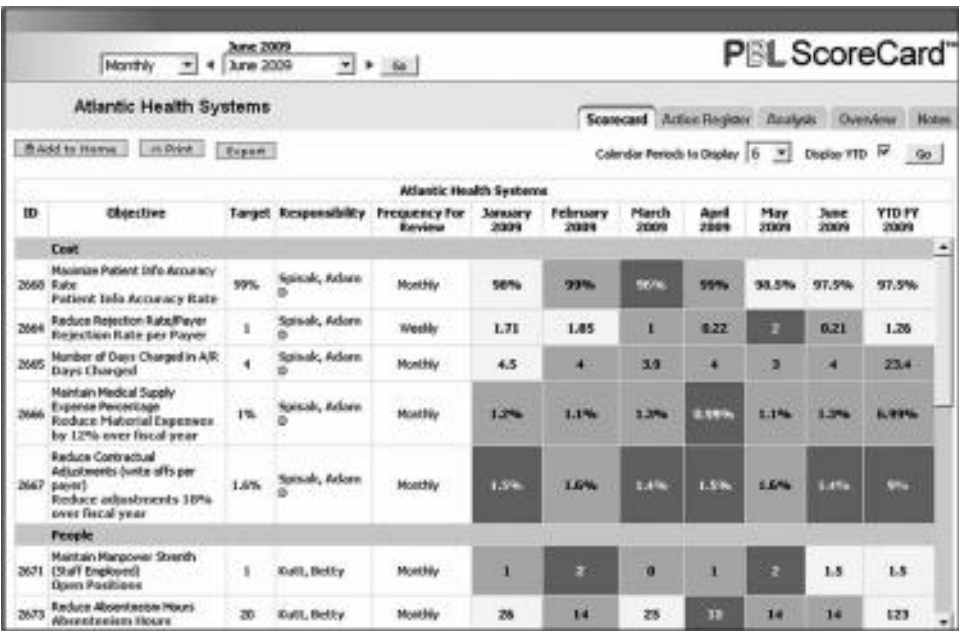 June 2009
Monthly June 2009 Go
PBL ScoreCard™
Atlantic Health Systems
Scorecard Action Register Analysis Overview Notes
Add to Home Print Export
Calendar Periods to Display 6 Display YTD Go
Atlantic Health Systems
ID Objective Target Responsibility Frequency For Review January 2009 February 2009 March 2009 April 2009 May 2009 June 2009 YTD FY 2009
Cost
2660 Maximize Patient Info Accuracy Rate
Patient Info Accuracy Rate 99% Spisak, Adam D Monthly 98% 99% 96% 99% 98.5% 97.5% 97.5%
2664 Reduce Rejection Rate/Payer
Rejection Rate per Payer 1 Spisak, Adam D Weekly 1.71 1.85 1 0.22 2 0.21 1.26
2665 Number of Days Charged in A/R
Days Charged 4 Spisak, Adam D Monthly 4.5 4 3.9 4 3 4 23.4
2666 Maintain Medical Supply Expense Percentage
Reduce Material Expenses by 12% over fiscal year 1% Spisak, Adam D Monthly 1.2% 1.1% 1.3% 0.99% 1.1% 1.3% 6.99%
2667 Reduce Contractual Adjustments (write offs per payer)
Reduce adjustments 18% over fiscal year 1.6% Spisak, Adam D Monthly 1.5% 1.6% 1.4% 1.5% 1.6% 1.4% 9%
People
2671 Maintain Manpower Strenth (Staff Employed)
Open Positions 1 Kutt, Betty Monthly 1 2 0 1 2 1.5 1.5
2673 Reduce Absenteeism Hours
Absenteeism Hours 20 Kutt, Betty Monthly 26 14 25 14 14 123